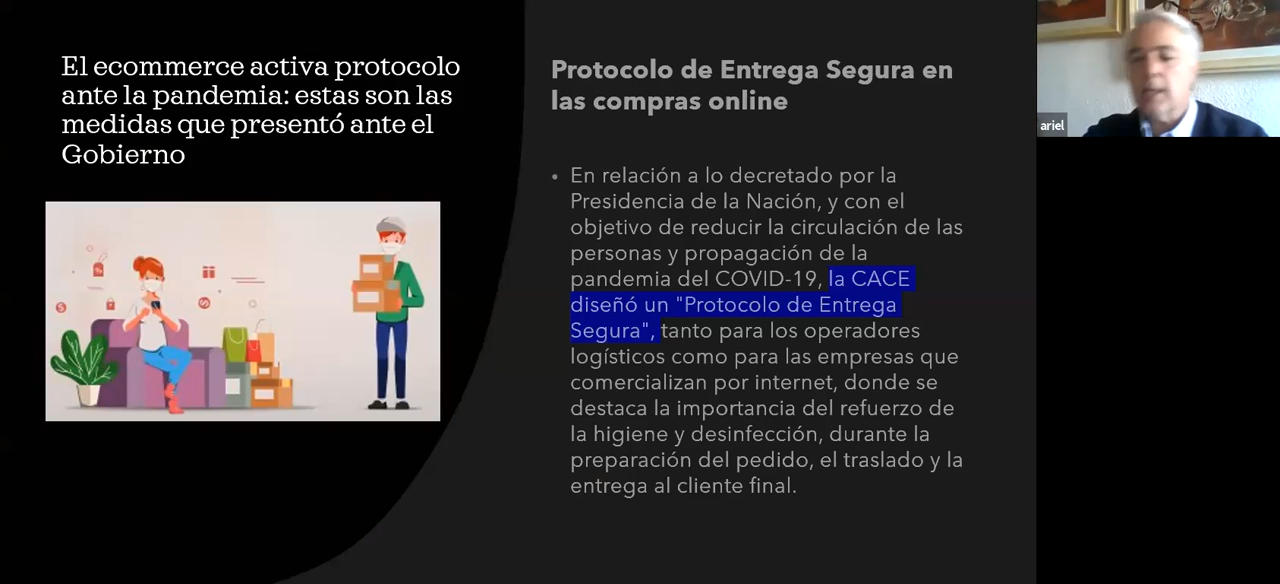 El ecommerce activa protocolo
ante la pandemia: estas son las
medidas que presentó ante el
Gobierno
Protocolo de Entrega Segura en
las compras online
• En relación a lo decretado por la
Presidencia de la Nación, y con el
objetivo de reducir la circulación de las
personas y propagación de la
pandemia del COVID-19, la CACE
diseñó un "Protocolo de Entrega
Segura", tanto para los operadores
logísticos como para las empresas que
comercializan por internet, donde se
destaca la importancia del refuerzo de
la higiene y desinfección, durante la
preparación del pedido, el traslado y la
entrega al cliente final.
ariel